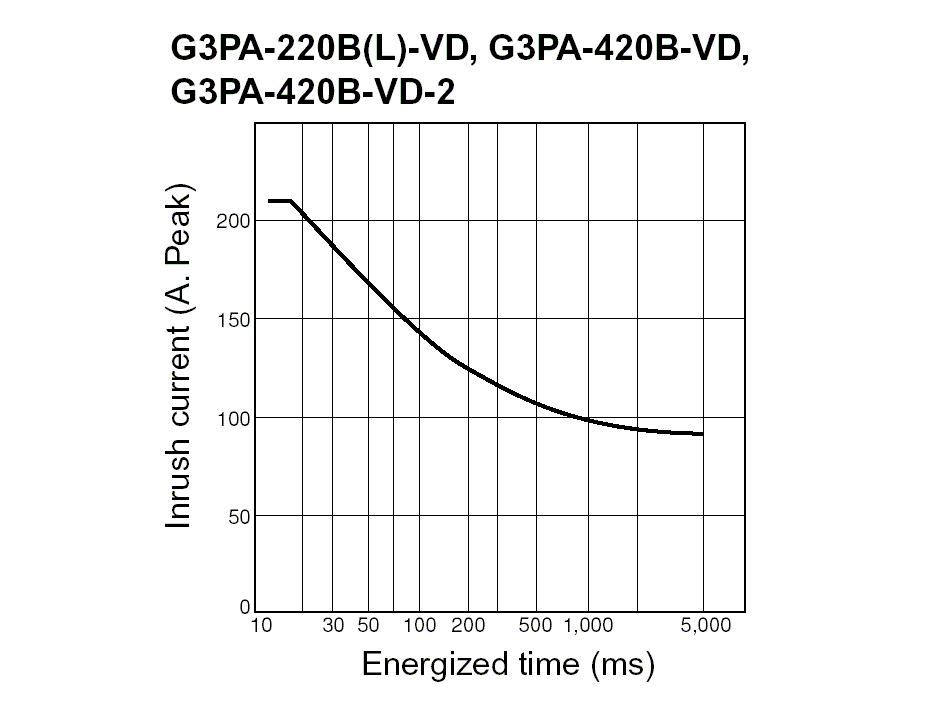 G3PA-220B(L)-VD, G3PA-420B-VD,
G3PA-420B-VD-2
Inrush current (A. Peak)
200
150
100
50
0
10 30 50 100 200 500 1,000 5,000
Energized time (ms)